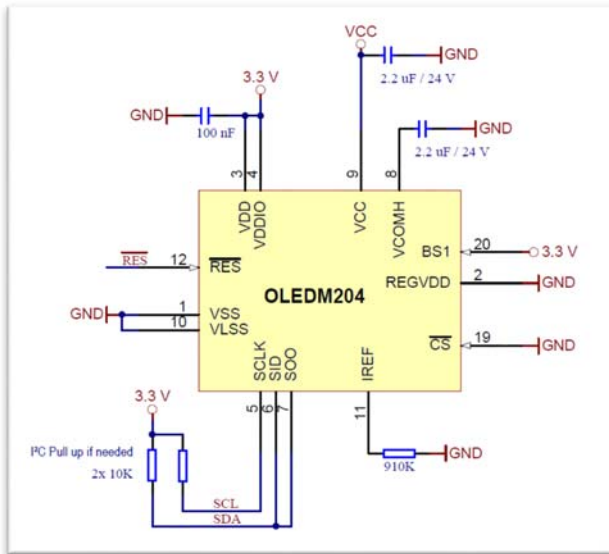 VCC
GND
2.2 uF / 24 V
3.3 V
GND
100 nF
GND
2.2 uF / 24 V
3
4
9
8
VDD
VDDIO
VCC
VCOMH
BS1
20
3.3 V
RES
12
RES
REGVDD
2
GND
OLEDM204
GND
1
VSS
10
VLSS
CS
19
GND
SCLK
SID
SOO
IREF
5
6
7
11
3.3 V
I²C Pull up if needed
2x 10K
910K
GND
SCL
SDA